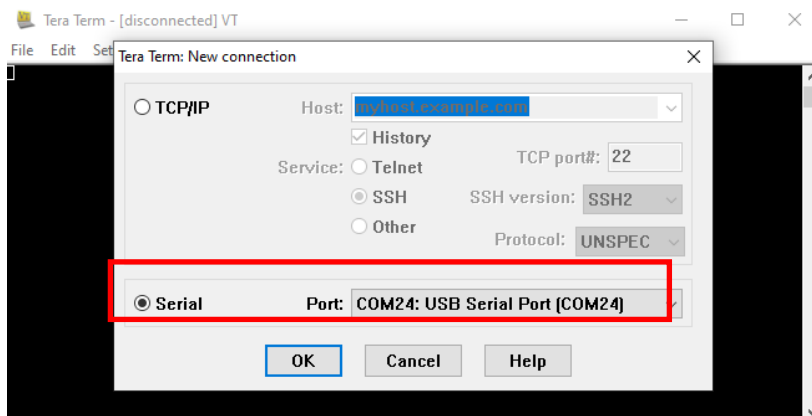 Tera Term - [disconnected] VT
File Edit Set
Tera Term: New connection
TCP/IP Host: myhost.example.com
History
Service: Telnet TCP port#: 22
SSH SSH version: SSH2
Other Protocol: UNSPEC
Serial Port: COM24: USB Serial Port (COM24)
OK Cancel Help